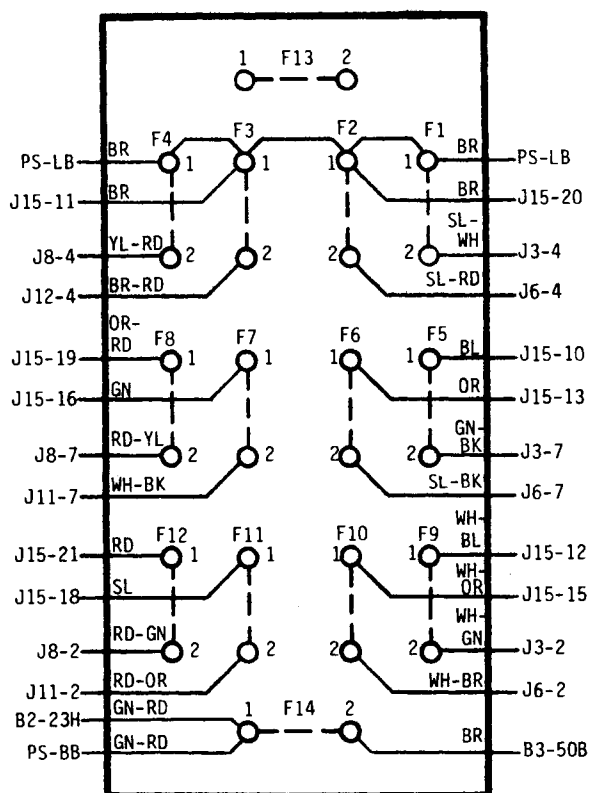 1 F13 2
F4 F3 F2 F1
PS-LB BR 1 1 1 1 BR PS-LB
J15-11 BR BR J15-20
SL-
J8-4 YL-RD 2 2 2 2 WH J3-4
J12-4 BR-RD SL-RD J6-4
OR-
F8 F7 F6 F5
J15-19 RD 1 1 1 1 BL J15-10
J15-16 GN OR J15-13
GN-
J8-7 RD-YL 2 2 2 2 BK J3-7
J11-7 WH-BK SL-BK J6-7
WH-
F12 F11 F10 F9
J15-21 RD 1 1 1 1 BL J15-12
WH-
J15-18 SL OR J15-15
WH-
J8-2 RD-GN 2 2 2 2 GN J3-2
J11-2 RD-OR WH-BR J6-2
B2-23H GN-RD 1 F14 2
PS-BB GN-RD BR B3-50B